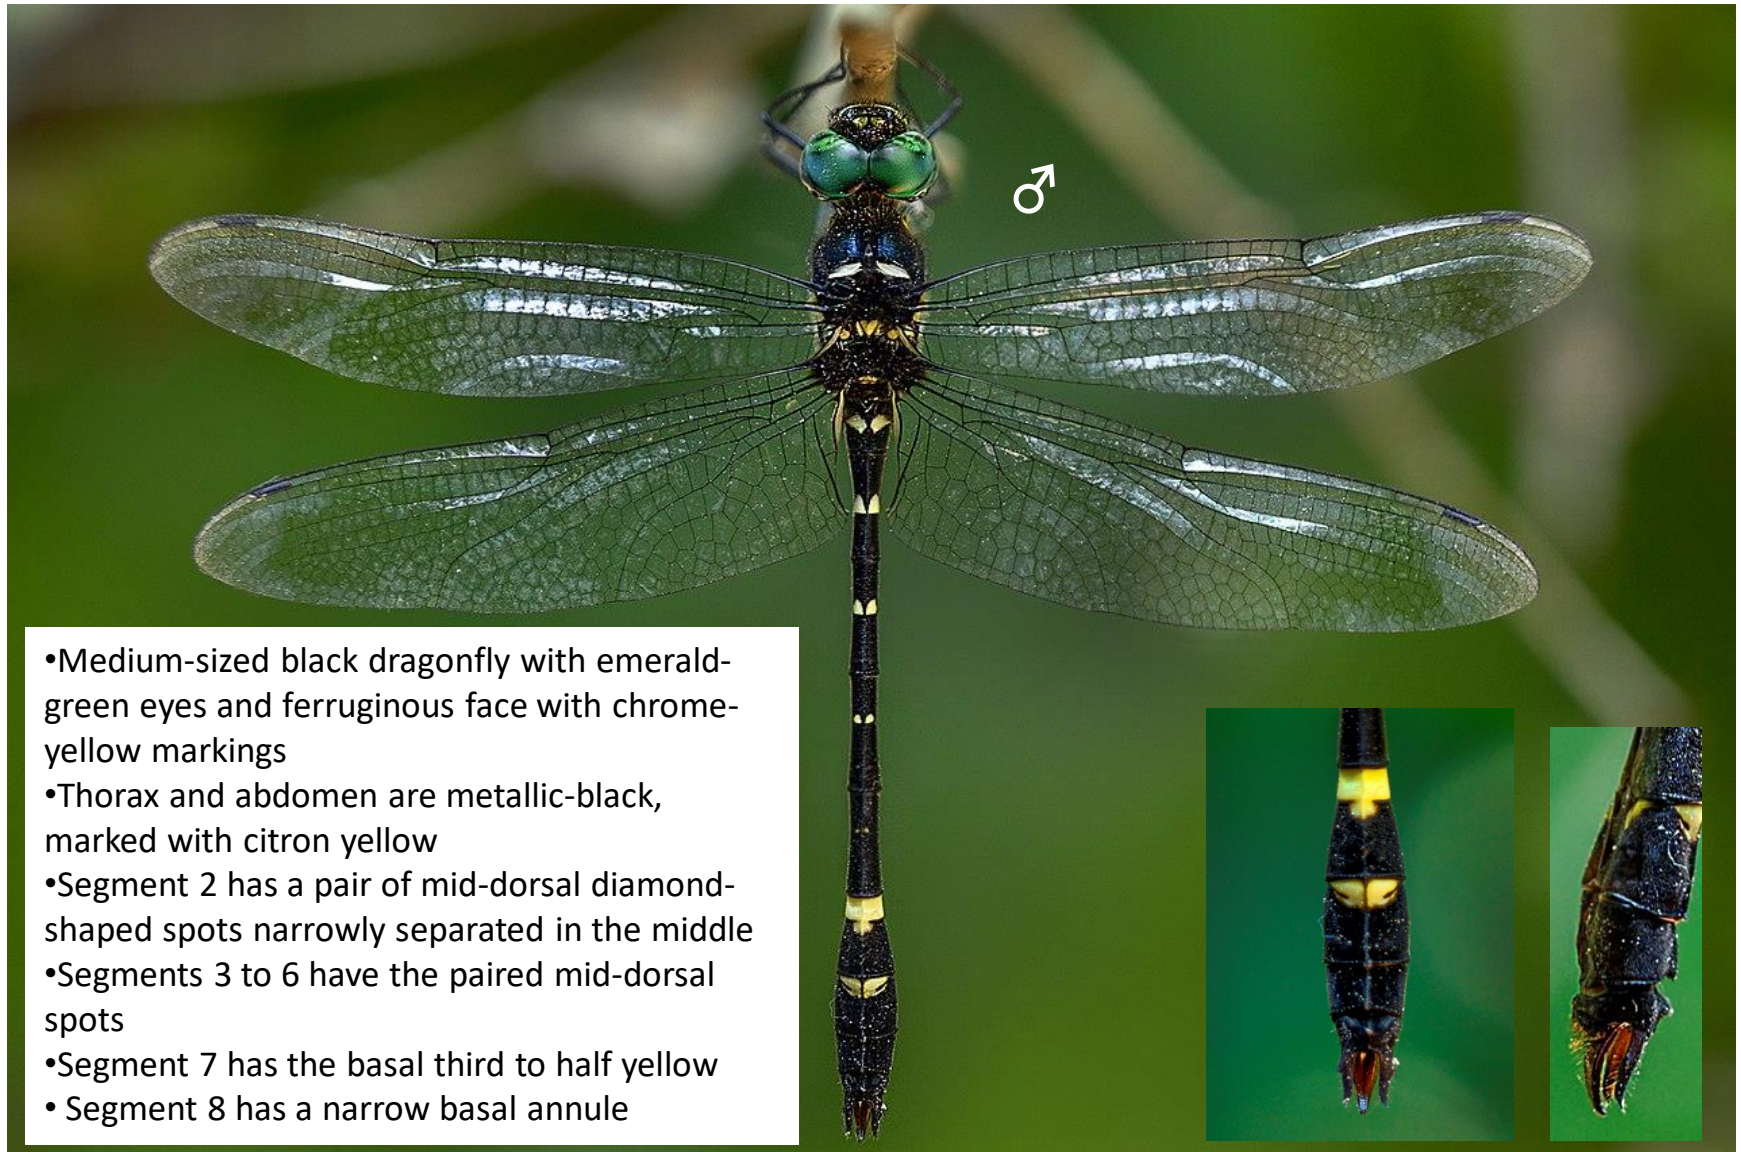 ♂
•Medium-sized black dragonfly with emerald-
green eyes and ferruginous face with chrome-
yellow markings
•Thorax and abdomen are metallic-black,
marked with citron yellow
•Segment 2 has a pair of mid-dorsal diamond-
shaped spots narrowly separated in the middle
•Segments 3 to 6 have the paired mid-dorsal
spots
•Segment 7 has the basal third to half yellow
• Segment 8 has a narrow basal annule